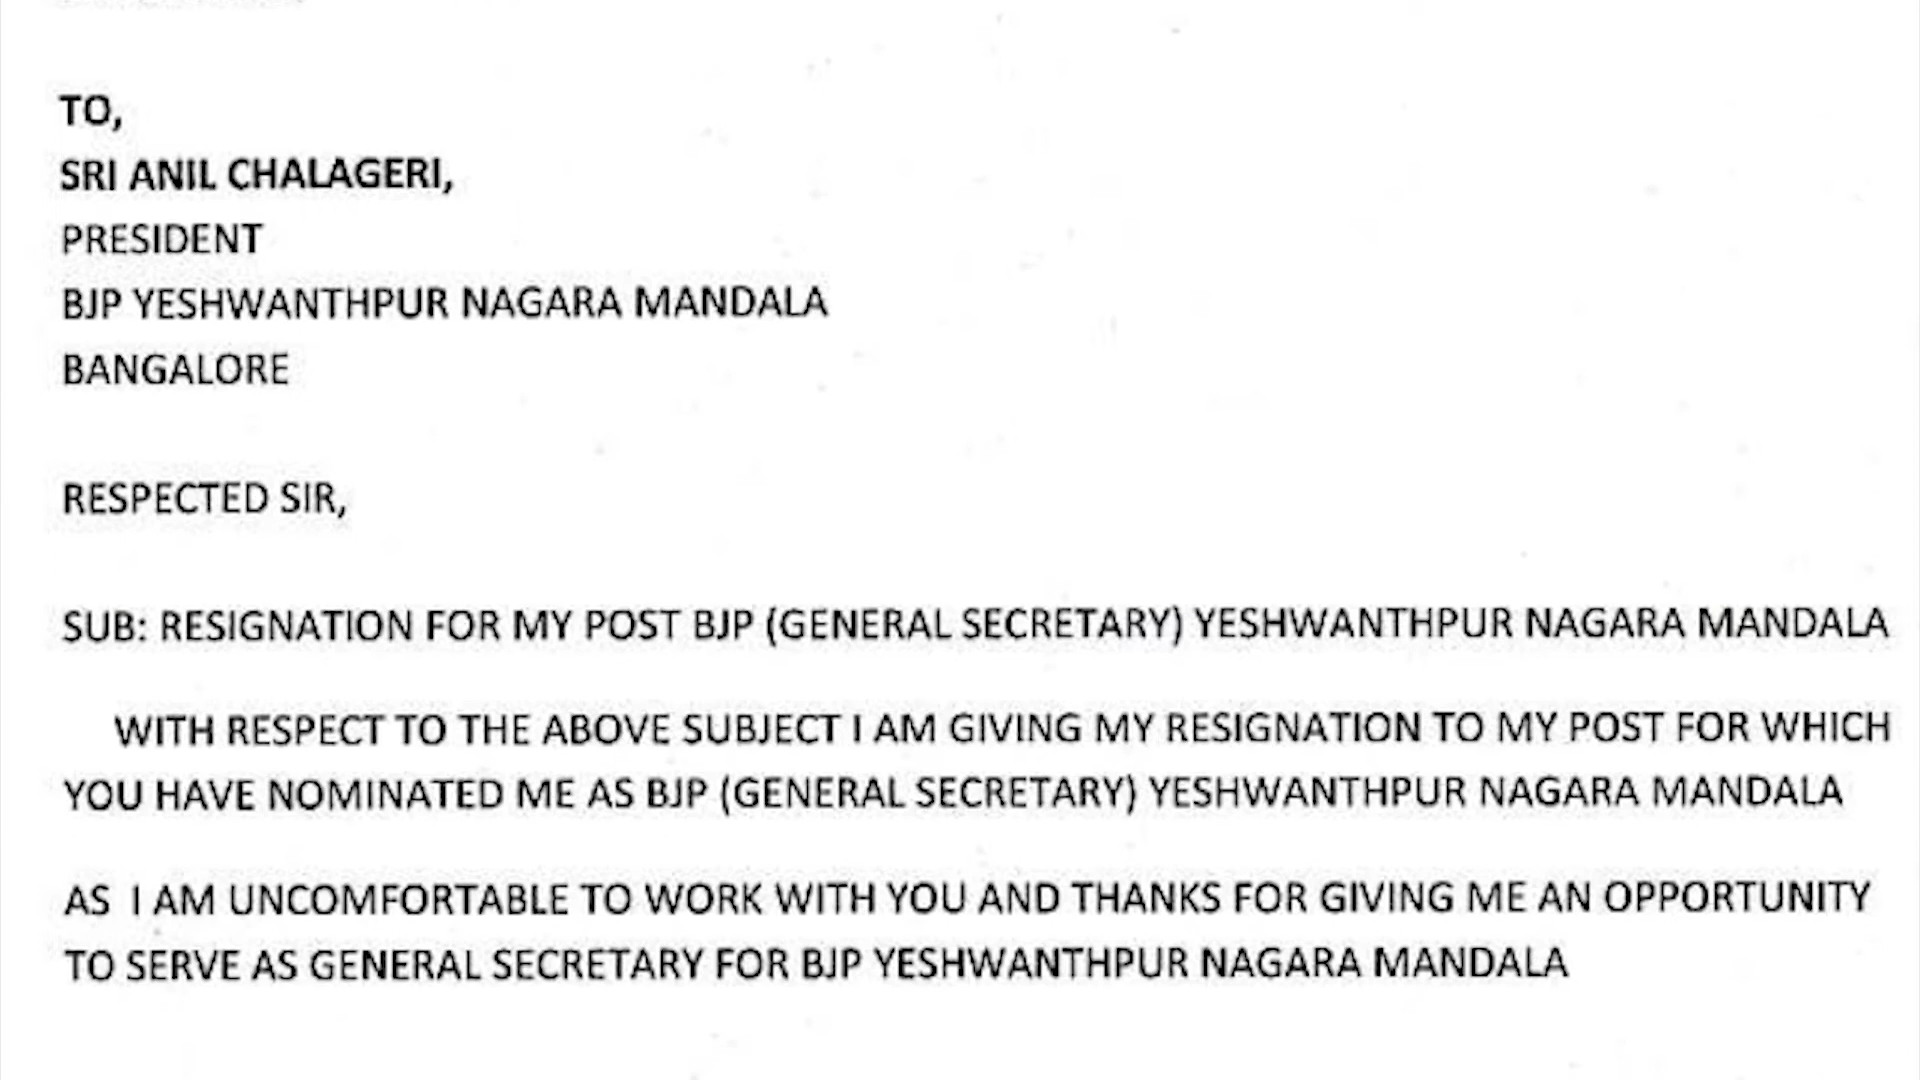 TO,
SRI ANIL CHALAGERI,
PRESIDENT
BJP YESHWANTHPUR NAGARA MANDALA
BANGALORE
RESPECTED SIR,
SUB: RESIGNATION FOR MY POST BJP (GENERAL SECRETARY) YESHWANTHPUR NAGARA MANDALA
WITH RESPECT TO THE ABOVE SUBJECT I AM GIVING MY RESIGNATION TO MY POST FOR WHICH
YOU HAVE NOMINATED ME AS BJP (GENERAL SECRETARY) YESHWANTHPUR NAGARA MANDALA
AS I AM UNCOMFORTABLE TO WORK WITH YOU AND THANKS FOR GIVING ME AN OPPORTUNITY
TO SERVE AS GENERAL SECRETARY FOR BJP YESHWANTHPUR NAGARA MANDALA